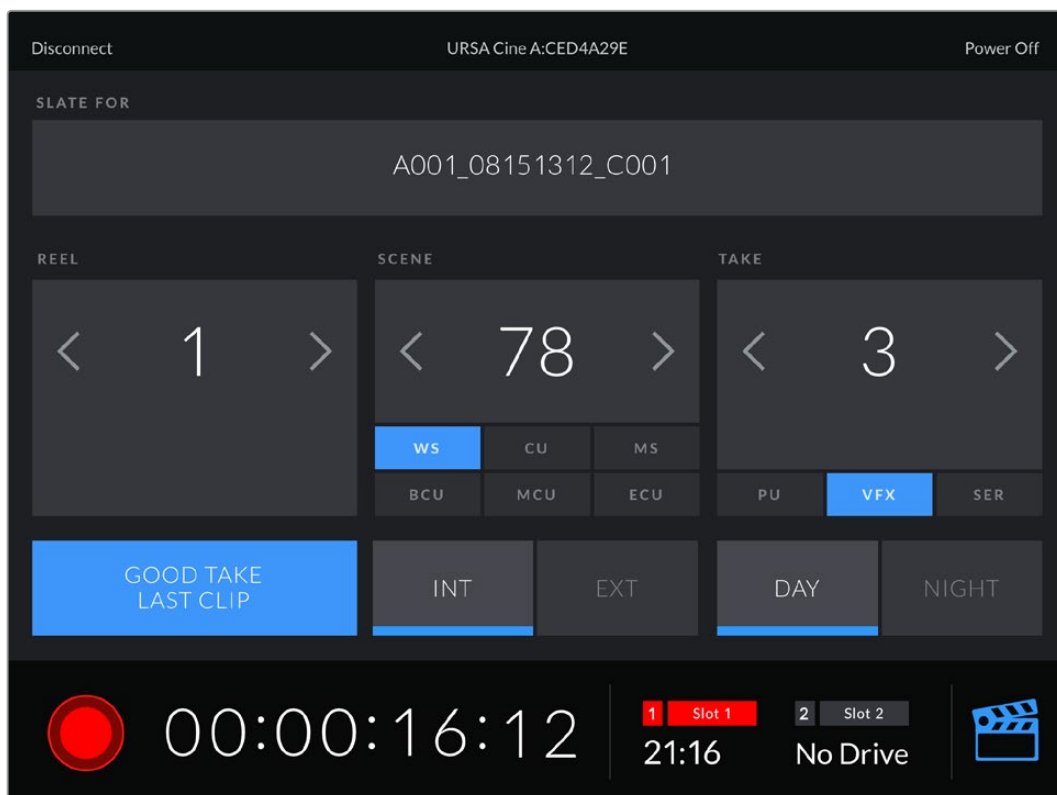 Disconnect URSA Cine A:CED4A29E Power Off
SLATE FOR
A001_08151312_C001
REEL SCENE TAKE
< 1 > < 78 > < 3 >
WS CU MS
BCU MCU ECU PU VFX SER
GOOD TAKE
LAST CLIP
INT EXT DAY NIGHT
00:00:16:12
1 Slot 1 2 Slot 2
21:16 No Drive